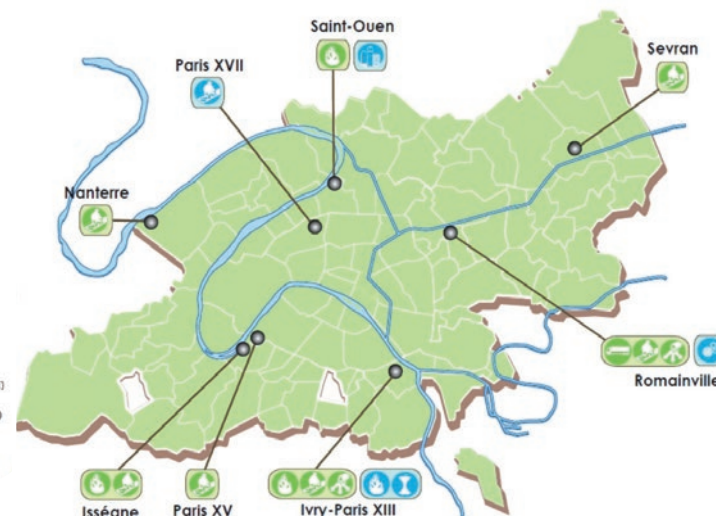 Saint-Ouen
Paris XVII
Sevran
Nanterre
Romainville
Isséane
Paris XV
Ivry-Paris XIII